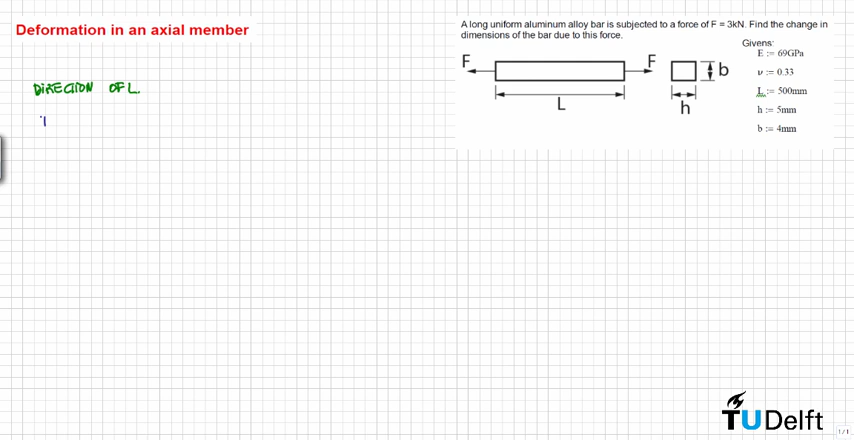 Deformation in an axial member
A long uniform aluminum alloy bar is subjected to a force of F = 3kN. Find the change in
dimensions of the bar due to this force.
Givens:
E := 69GPa
ν := 0.33
L := 500mm
h := 5mm
b := 4mm
F
F
b
L
h
DIRECTION OF L.
TUDelft
1/1